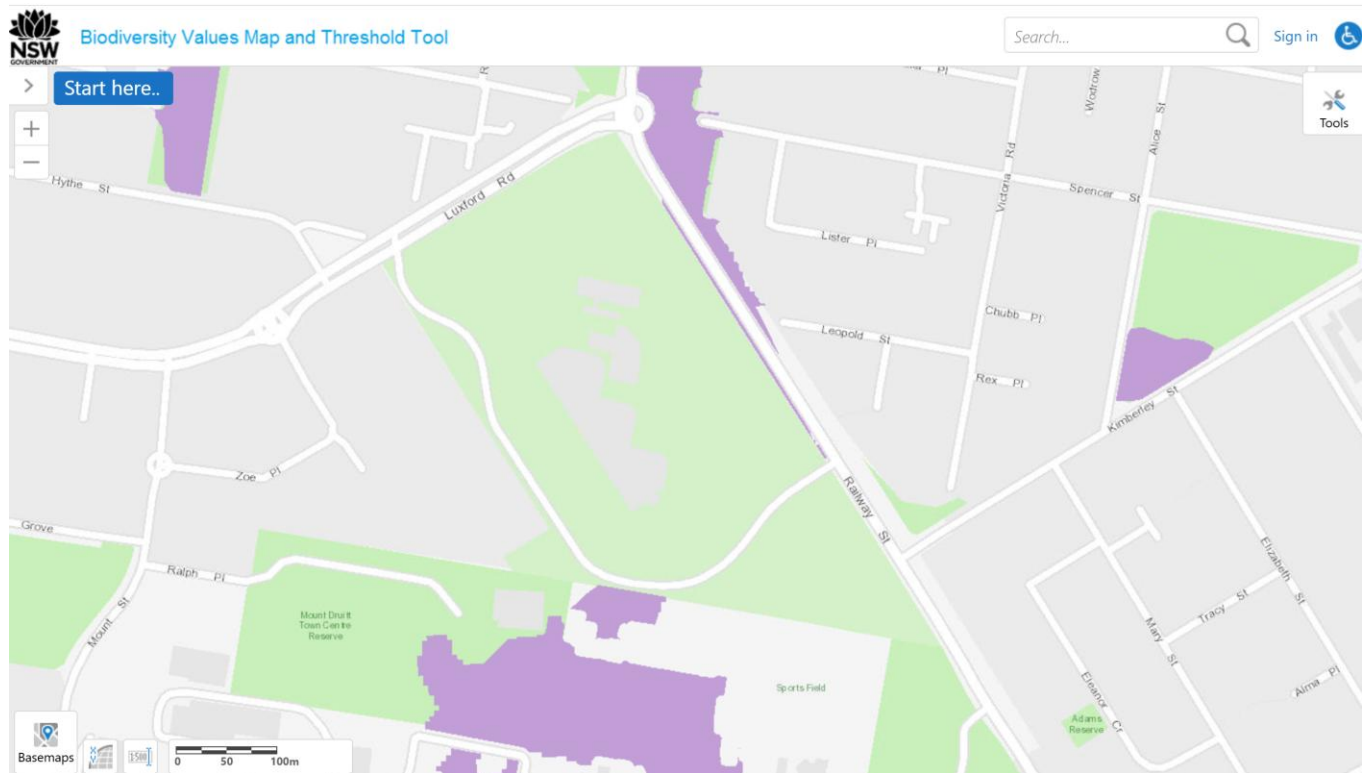 NSW
GOVERNMENT
Biodiversity Values Map and Threshold Tool
Search...
Sign in
Start here..
Tools
Hythe St
Luxford Rd
Pl
Wodrow
Alice St
Victoria Rd
Spencer St
Lister Pl
Chubb Pl
Leopold St
Rex Pl
Kimberley St
Zoe Pl
Railway St
Grove
Ralph Pl
Mount St
Mount Druitt
Town Centre
Reserve
Sports Field
Elizabeth St
Tracy St
Mary St
Eleanor Ct
Alma Pl
Adams
Reserve
Basemaps
0 50 100m